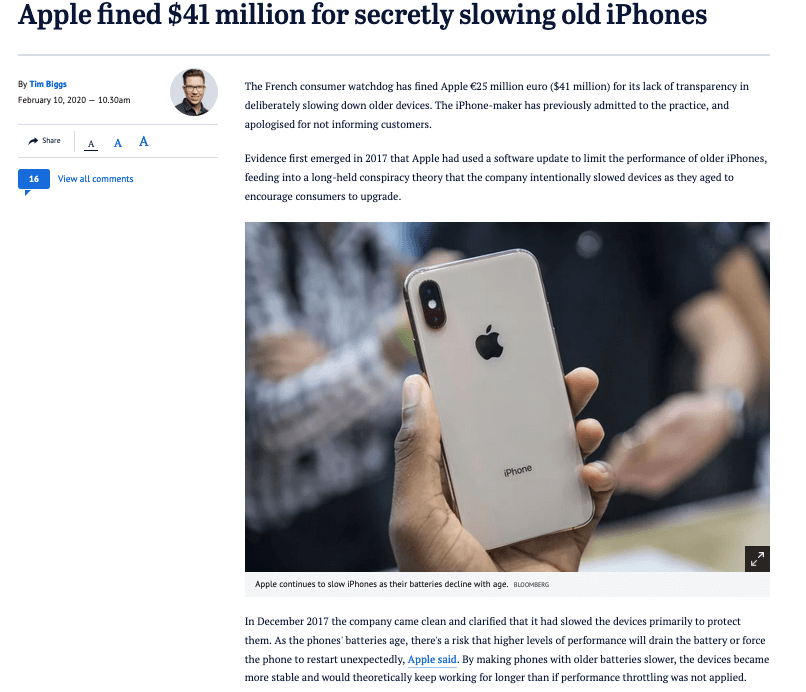 Apple fined $41 million for secretly slowing old iPhones
By Tim Biggs
February 10, 2020 — 10.30am
Share
A
A
A
16
View all comments
The French consumer watchdog has fined Apple €25 million euro ($41 million) for its lack of transparency in
deliberately slowing down older devices. The iPhone-maker has previously admitted to the practice, and
apologised for not informing customers.
Evidence first emerged in 2017 that Apple had used a software update to limit the performance of older iPhones,
feeding into a long-held conspiracy theory that the company intentionally slowed devices as they aged to
encourage consumers to upgrade.
iPhone
Apple continues to slow iPhones as their batteries decline with age. BLOOMBERG
In December 2017 the company came clean and clarified that it had slowed the devices primarily to protect
them. As the phones' batteries age, there's a risk that higher levels of performance will drain the battery or force
the phone to restart unexpectedly, Apple said. By making phones with older batteries slower, the devices became
more stable and would theoretically keep working for longer than if performance throttling was not applied.